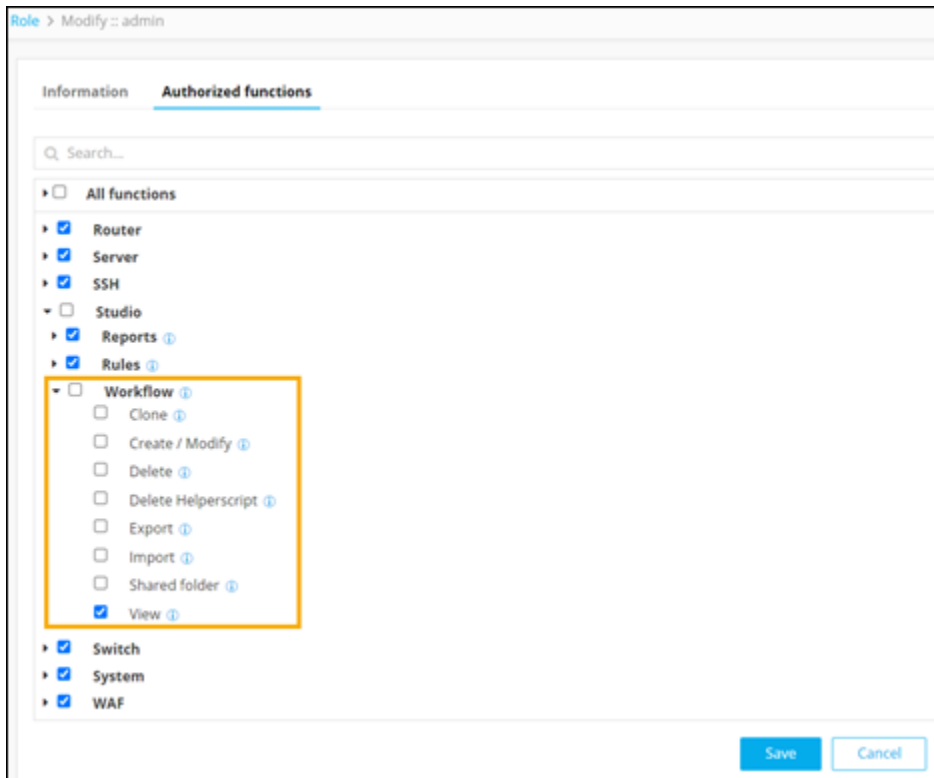 Role > Modify :: admin
Information Authorized functions
Search...
All functions
Router
Server
SSH
Studio
Reports
Rules
Workflow
Clone
Create / Modify
Delete
Delete Helperscript
Export
Import
Shared folder
View
Switch
System
WAF
Save Cancel